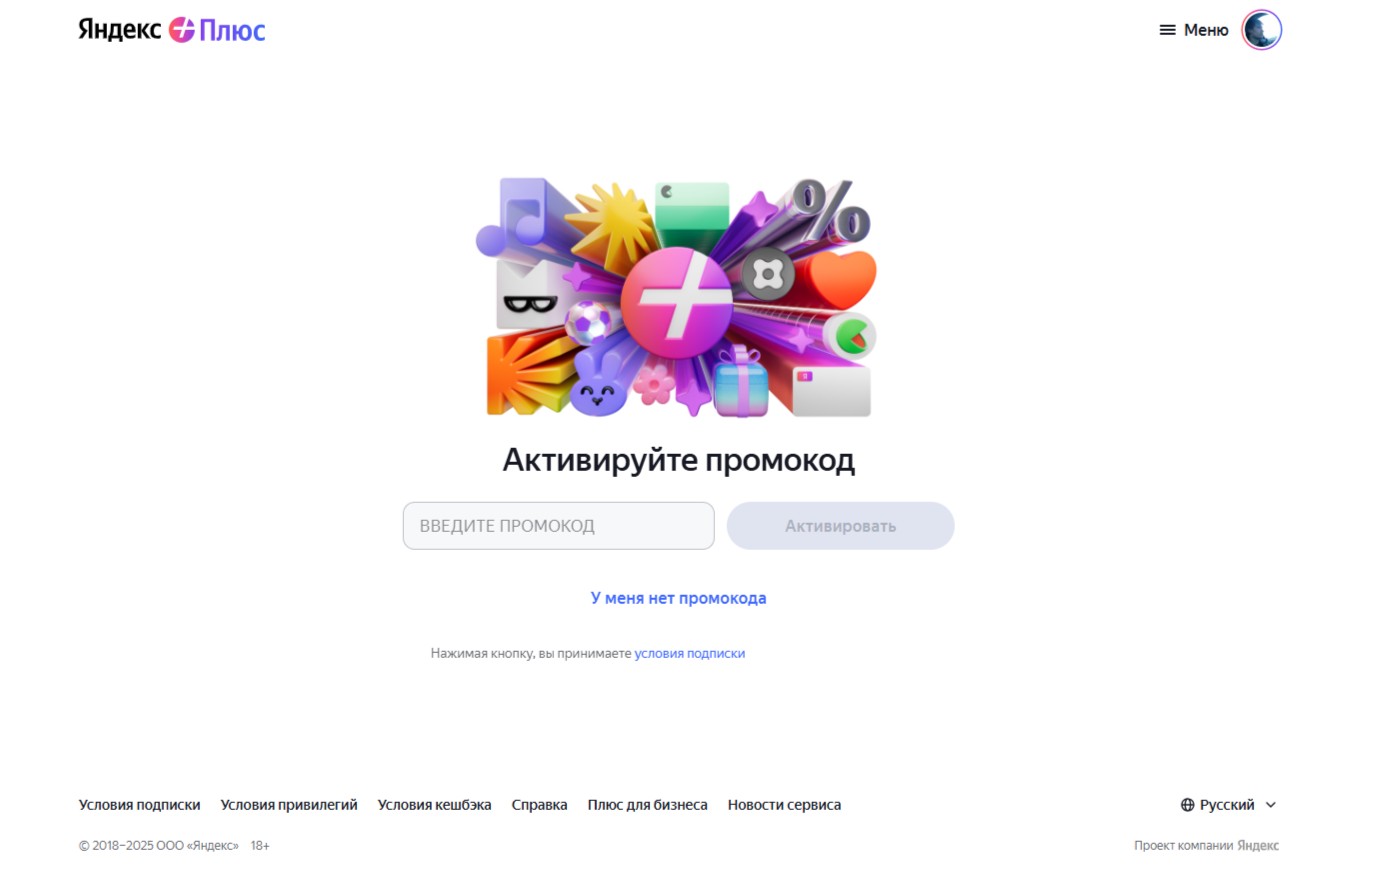 Яндекс Плюс
Меню
%
Активируйте промокод
ВВЕДИТЕ ПРОМОКОД
Активировать
У меня нет промокода
Нажимая кнопку, вы принимаете условия подписки
Условия подписки Условия привилегий Условия кешбэка Справка Плюс для бизнеса Новости сервиса
Русский
© 2018–2025 ООО «Яндекс» 18+
Проект компании Яндекс